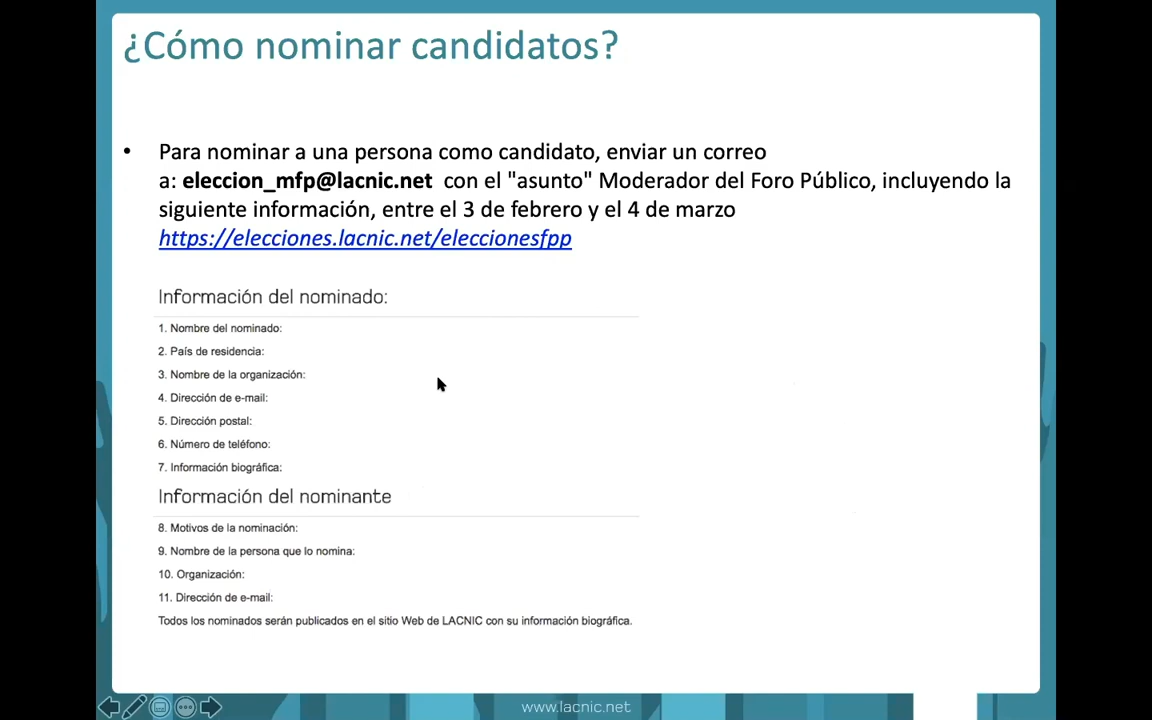 ¿Cómo nominar candidatos?
• Para nominar a una persona como candidato, enviar un correo
a: eleccion_mfp@lacnic.net con el "asunto" Moderador del Foro Público, incluyendo la
siguiente información, entre el 3 de febrero y el 4 de marzo
https://elecciones.lacnic.net/eleccionesfpp
Información del nominado:
1. Nombre del nominado:
2. País de residencia:
3. Nombre de la organización:
4. Dirección de e-mail:
5. Dirección postal:
6. Número de teléfono:
7. Información biográfica:
Información del nominante
8. Motivos de la nominación:
9. Nombre de la persona que lo nomina:
10. Organización:
11. Dirección de e-mail:
Todos los nominados serán publicados en el sitio Web de LACNIC con su información biográfica.
www.lacnic.net